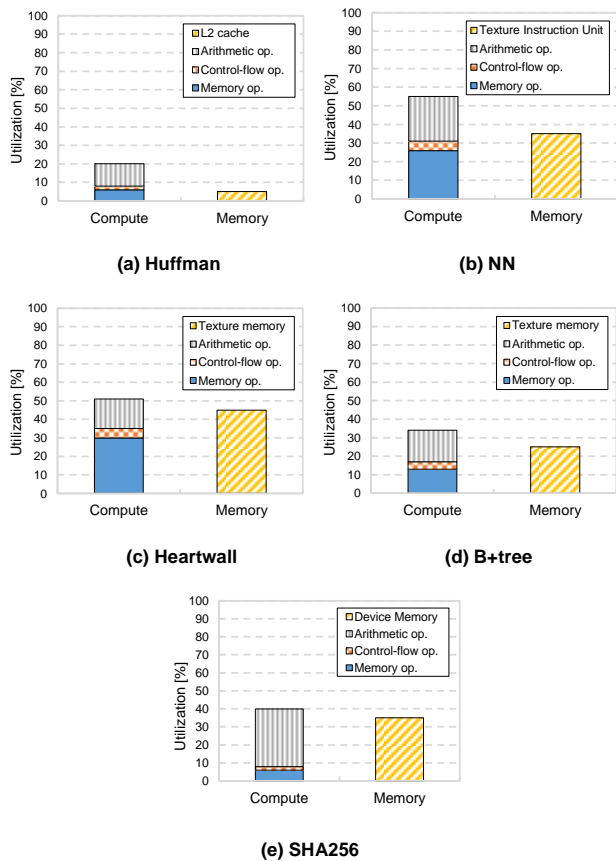 100
90
80
70
60
50
40
30
20
10
0
Utilization [%]
L2 cache
Arithmetic op.
Control-flow op.
Memory op.
Compute Memory
(a) Huffman
100
90
80
70
60
50
40
30
20
10
0
Utilization [%]
Texture Instruction Unit
Arithmetic op.
Control-flow op.
Memory op.
Compute Memory
(b) NN
100
90
80
70
60
50
40
30
20
10
0
Utilization [%]
Texture memory
Arithmetic op.
Control-flow op.
Memory op.
Compute Memory
(c) Heartwall
100
90
80
70
60
50
40
30
20
10
0
Utilization [%]
Texture memory
Arithmetic op.
Control-flow op.
Memory op.
Compute Memory
(d) B+tree
100
90
80
70
60
50
40
30
20
10
0
Utilization [%]
Device Memory
Arithmetic op.
Control-flow op.
Memory op.
Compute Memory
(e) SHA256